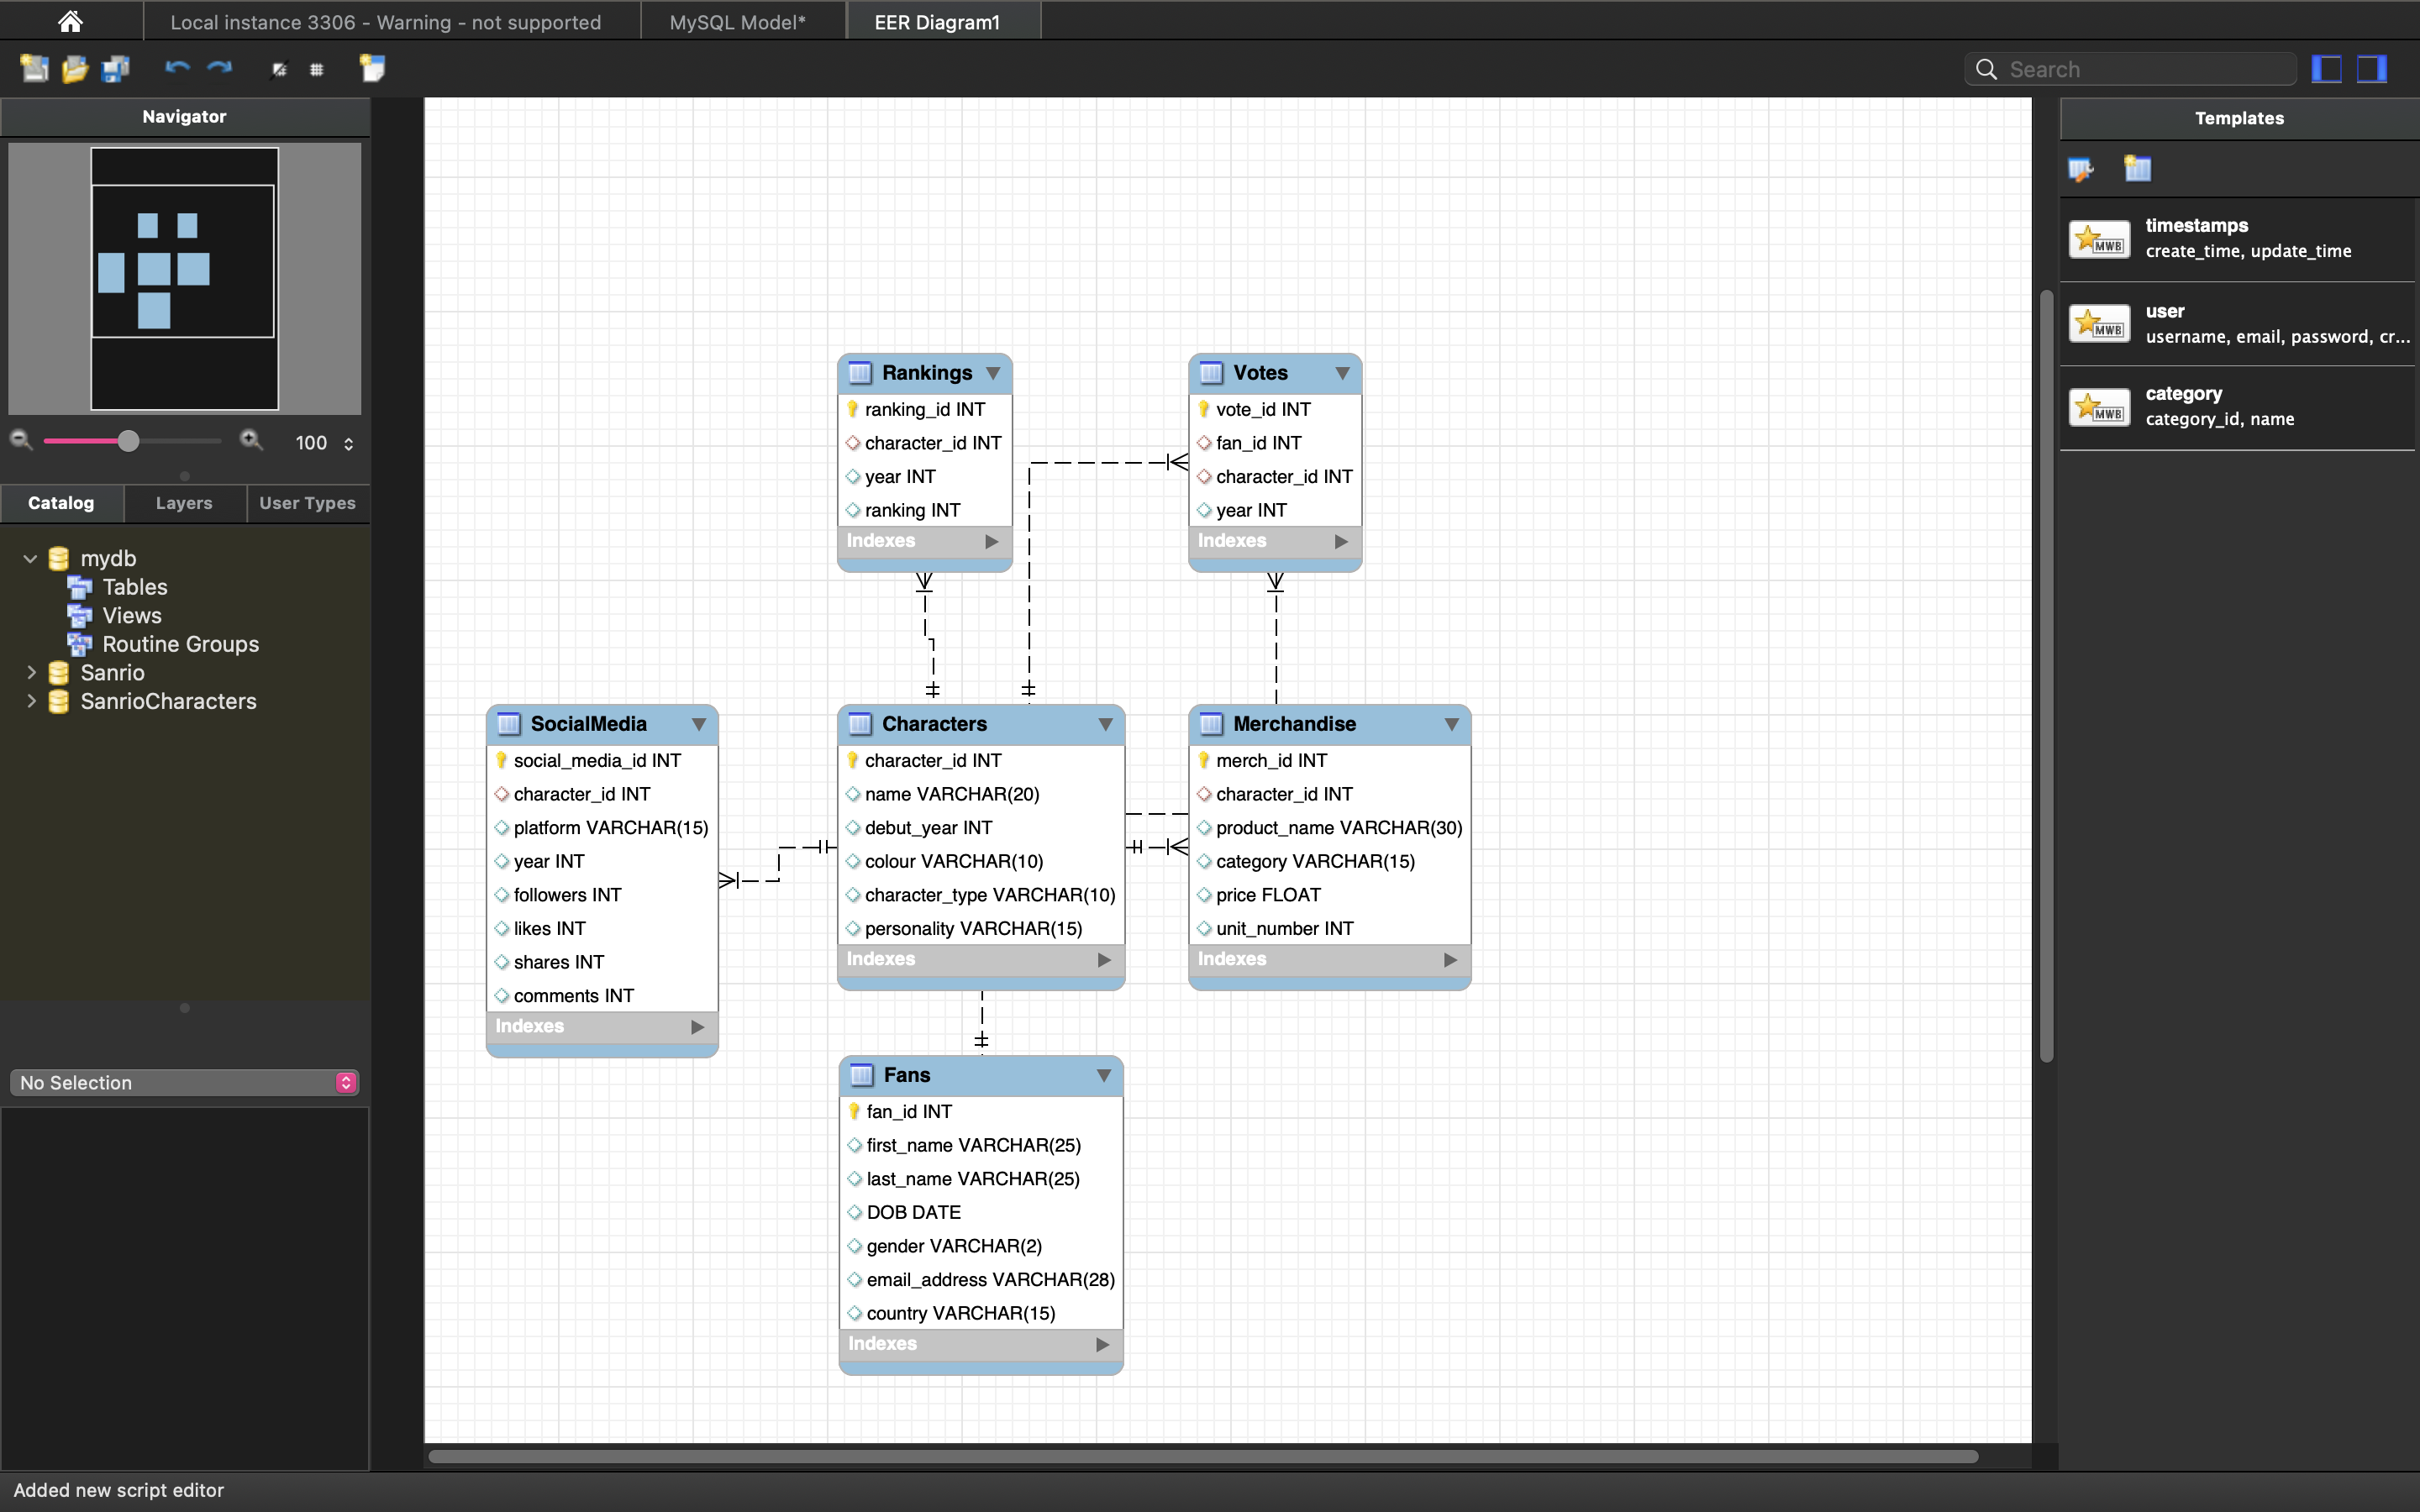 Local instance 3306 - Warning - not supported
MySQL Model*
EER Diagram1
Search
Navigator
100
Catalog
Layers
User Types
mydb
Tables
Views
Routine Groups
Sanrio
SanrioCharacters
No Selection
Rankings
ranking_id INT
character_id INT
year INT
ranking INT
Indexes
Votes
vote_id INT
fan_id INT
character_id INT
year INT
Indexes
SocialMedia
social_media_id INT
character_id INT
platform VARCHAR(15)
year INT
followers INT
likes INT
shares INT
comments INT
Indexes
Characters
character_id INT
name VARCHAR(20)
debut_year INT
colour VARCHAR(10)
character_type VARCHAR(10)
personality VARCHAR(15)
Indexes
Merchandise
merch_id INT
character_id INT
product_name VARCHAR(30)
category VARCHAR(15)
price FLOAT
unit_number INT
Indexes
Fans
fan_id INT
first_name VARCHAR(25)
last_name VARCHAR(25)
DOB DATE
gender VARCHAR(2)
email_address VARCHAR(28)
country VARCHAR(15)
Indexes
Templates
MWB
timestamps
create_time, update_time
MWB
user
username, email, password, cr...
MWB
category
category_id, name
Added new script editor